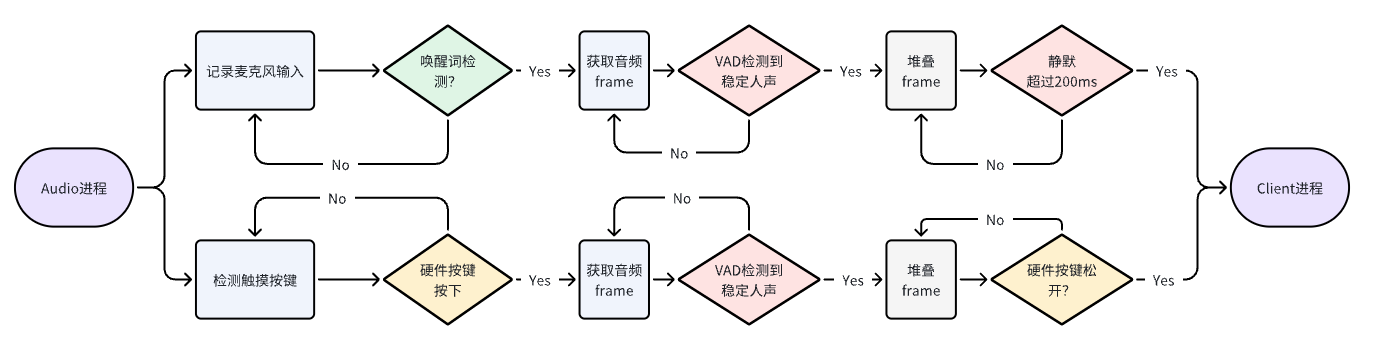 Audio进程
记录麦克风输入
唤醒词检
测?
Yes
No
获取音频
frame
VAD检测到
稳定人声
Yes
No
堆叠
frame
静默
超过200ms
Yes
No
检测触摸按键
硬件按键
按下
Yes
No
获取音频
frame
VAD检测到
稳定人声
Yes
No
堆叠
frame
硬件按键松
开?
Yes
No
Client进程